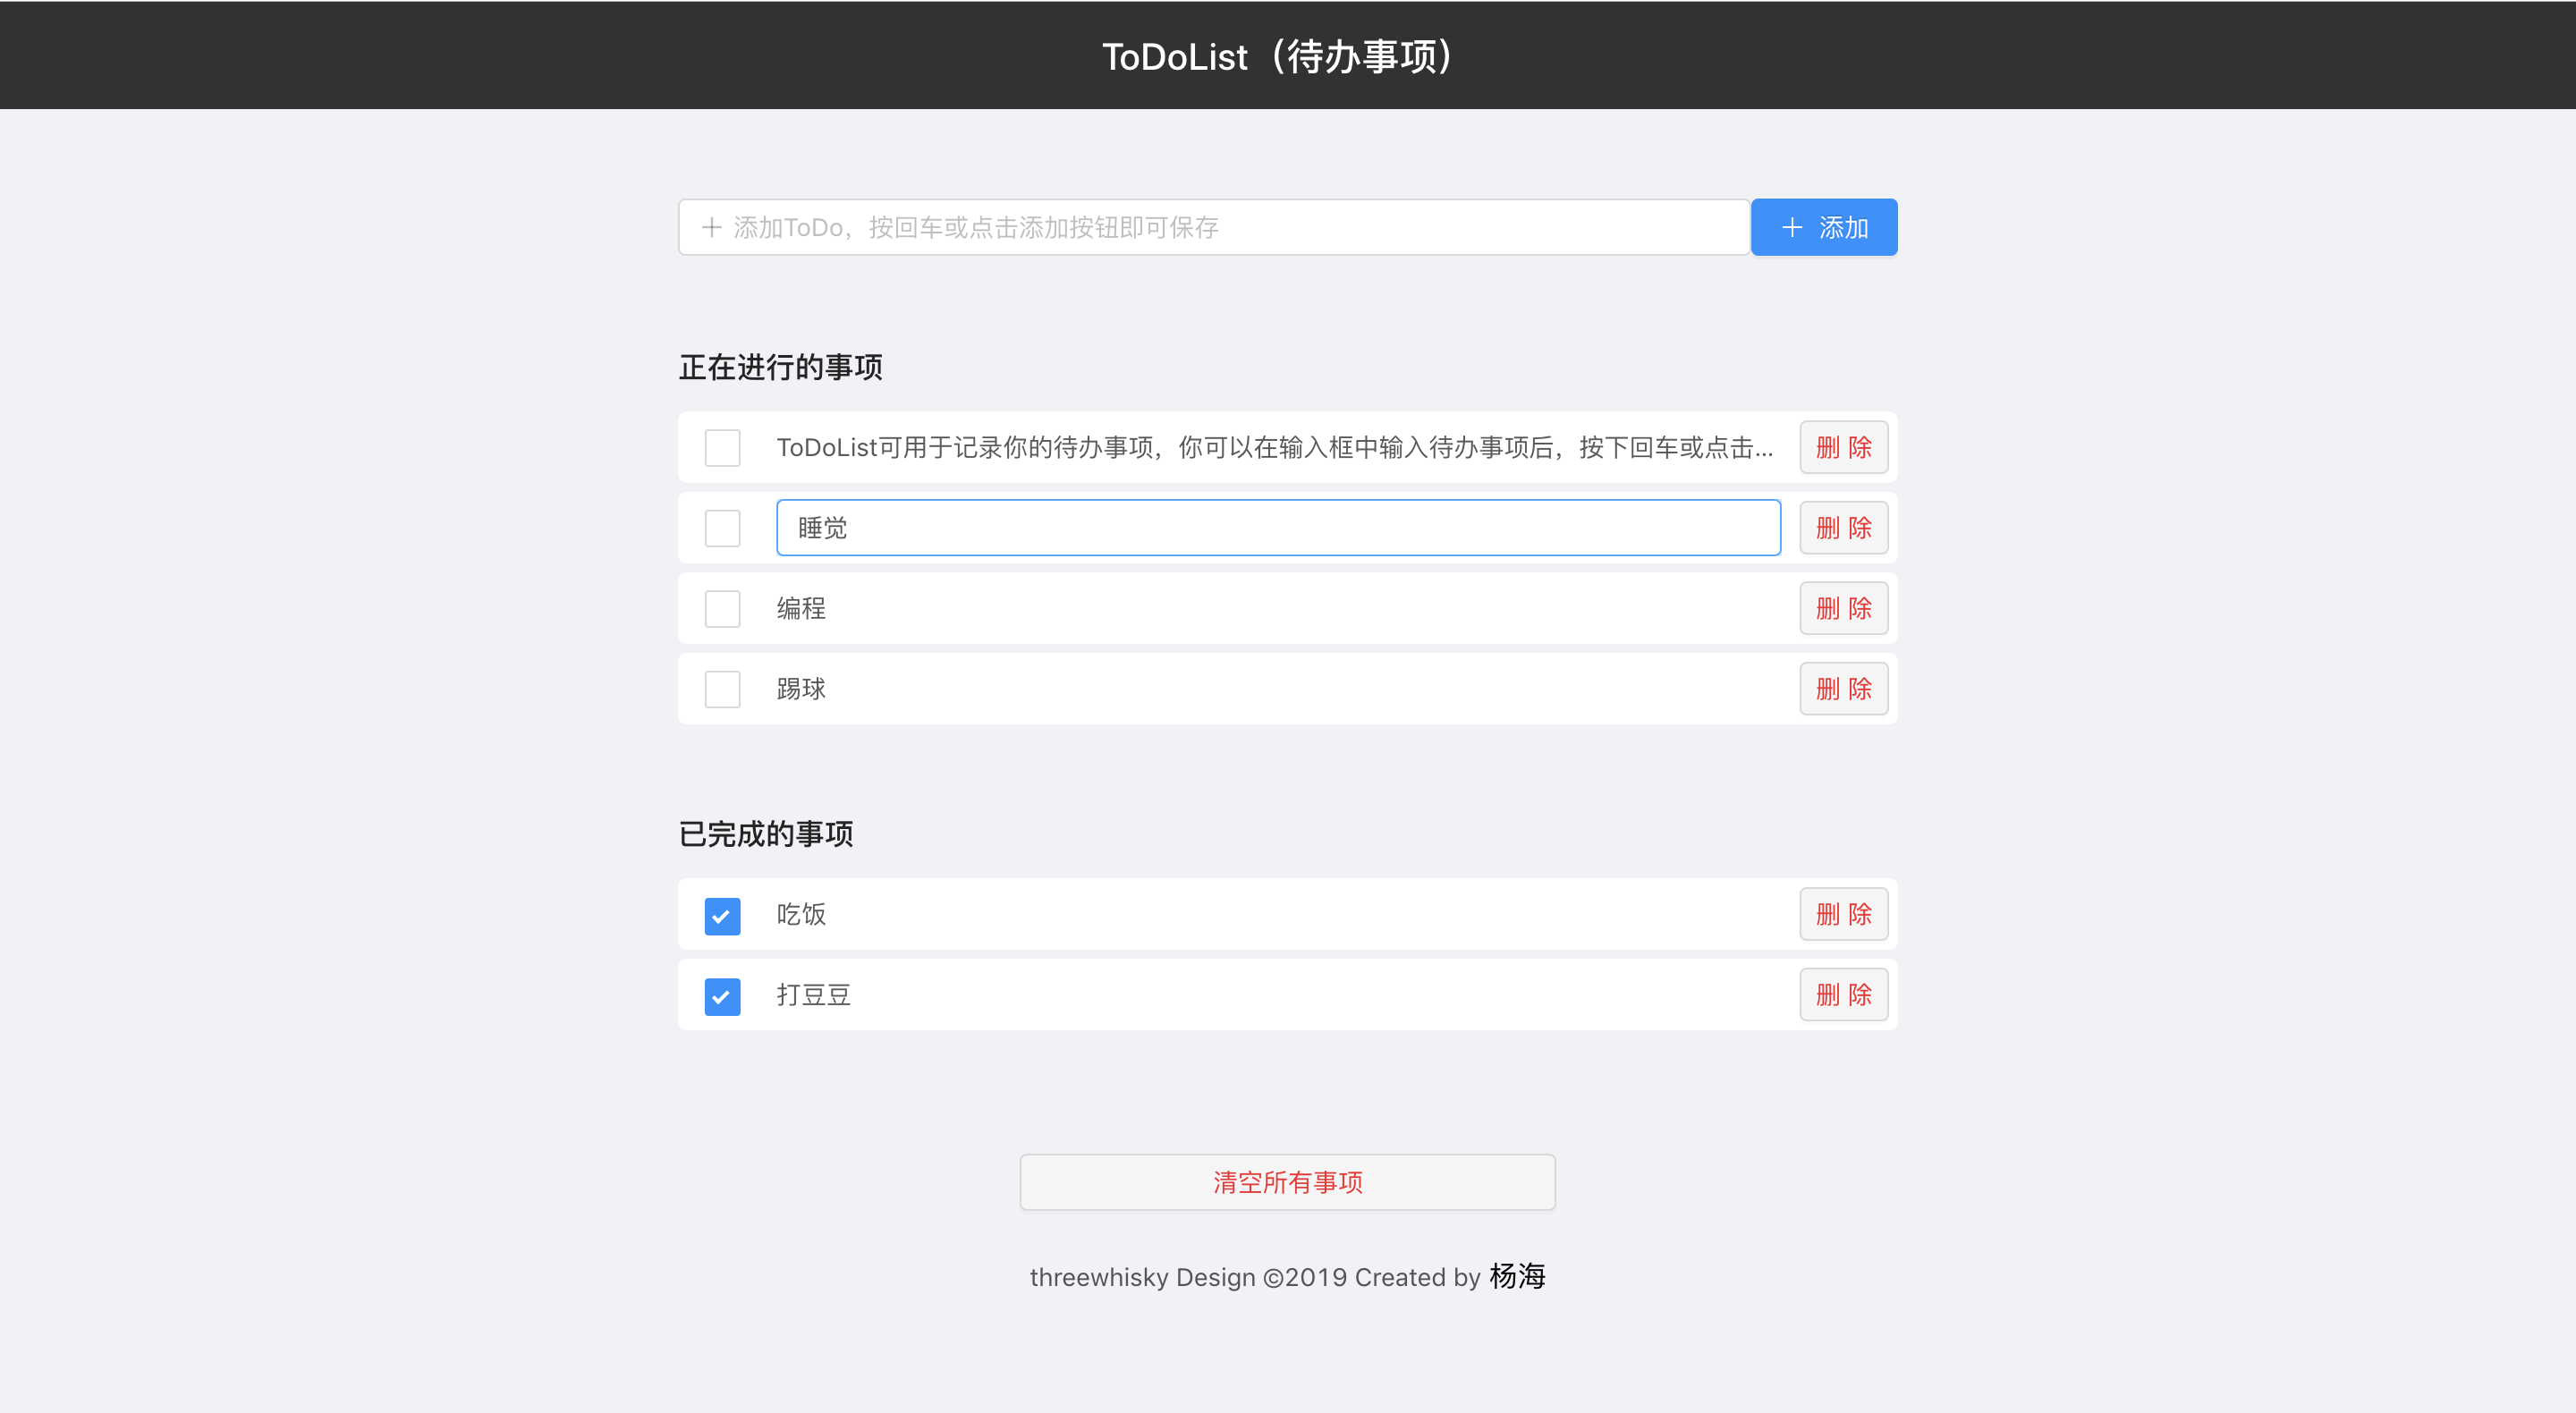 ToDoList（待办事项）
添加ToDo，按回车或点击添加按钮即可保存
添加
正在进行的事项
ToDoList可用于记录你的待办事项，你可以在输入框中输入待办事项后，按下回车或点击... 删 除
睡觉 删 除
编程 删 除
踢球 删 除
已完成的事项
吃饭 删 除
打豆豆 删 除
清空所有事项
threewhisky Design ©2019 Created by 杨海